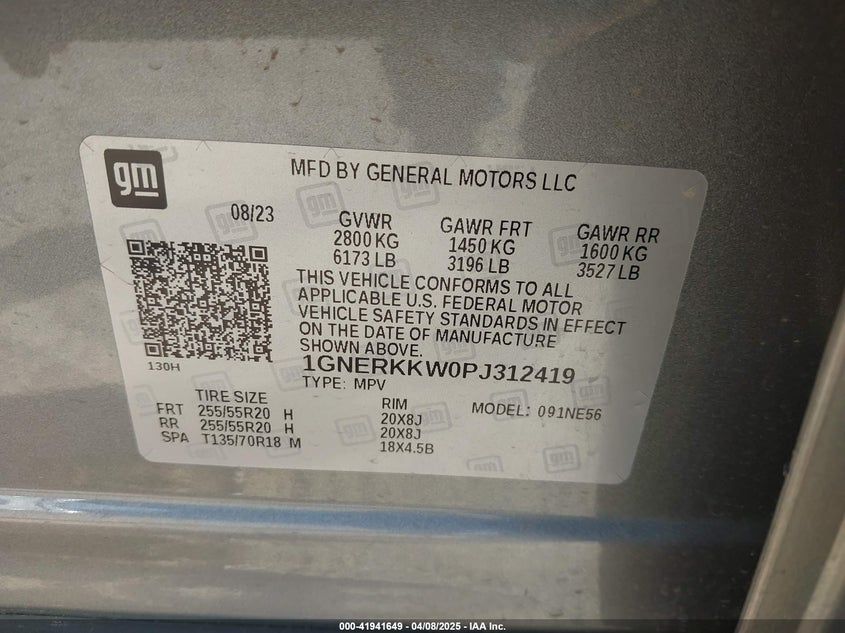 gm
MFD BY GENERAL MOTORS LLC
08/23
GVWR GAWR FRT GAWR RR
2800 KG 1450 KG 1600 KG
6173 LB 3196 LB 3527 LB
THIS VEHICLE CONFORMS TO ALL
APPLICABLE U.S. FEDERAL MOTOR
VEHICLE SAFETY STANDARDS IN EFFECT
ON THE DATE OF MANUFACTURE
SHOWN ABOVE.
130H
1GNERKKW0PJ312419
TYPE: MPV
TIRE SIZE RIM MODEL: 091NE56
FRT 255/55R20 H 20X8J
RR 255/55R20 H 20X8J
SPA T135/70R18 M 18X4.5B
000-41941649 | 04/08/2025 - IAA Inc.